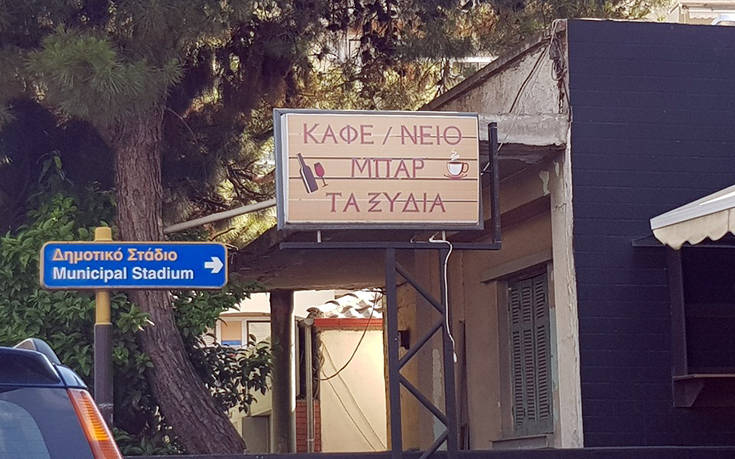 ΚΑΦΕ / ΝΕΙΟ
ΜΠΑΡ
ΤΑ ΞΥΔΙΑ
Δημοτικό Στάδιο
Municipal Stadium